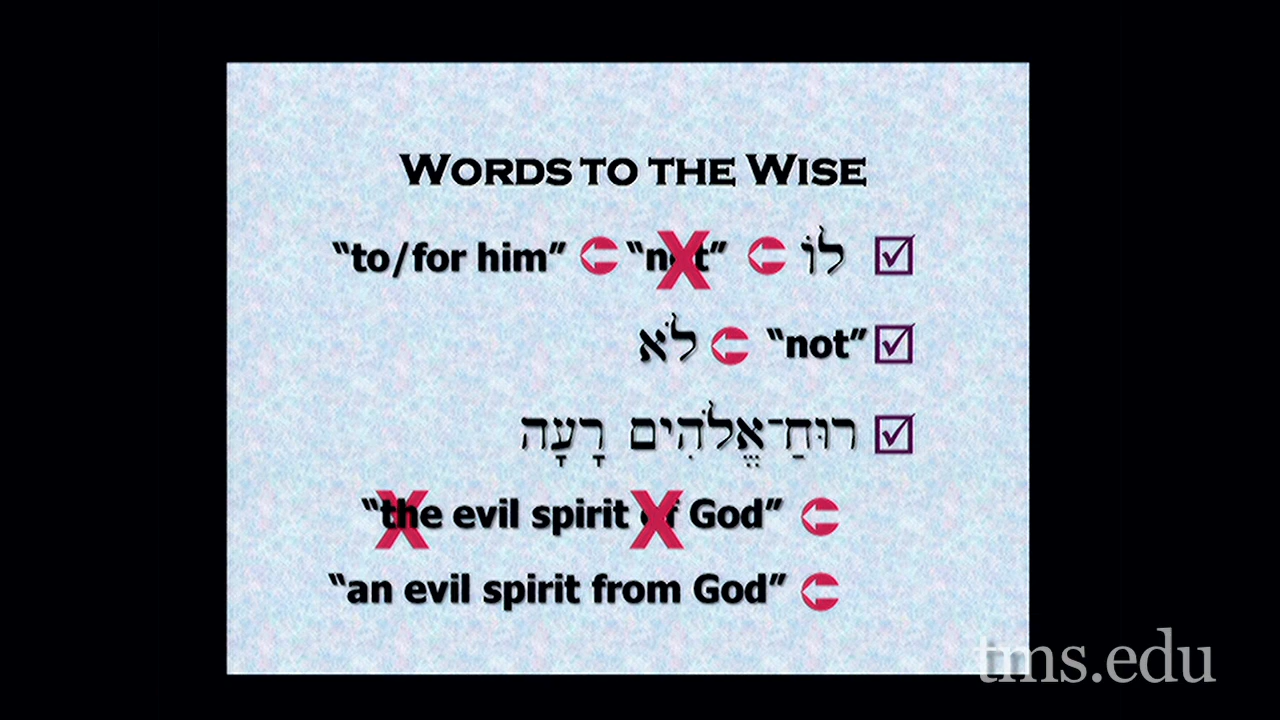 WORDS TO THE WISE
לוֹ “not” “to/for him”
“not” לֹא
רוּחַ־אֱלֹהִים רָעָה
“the evil spirit of God”
“an evil spirit from God”
tms.edu